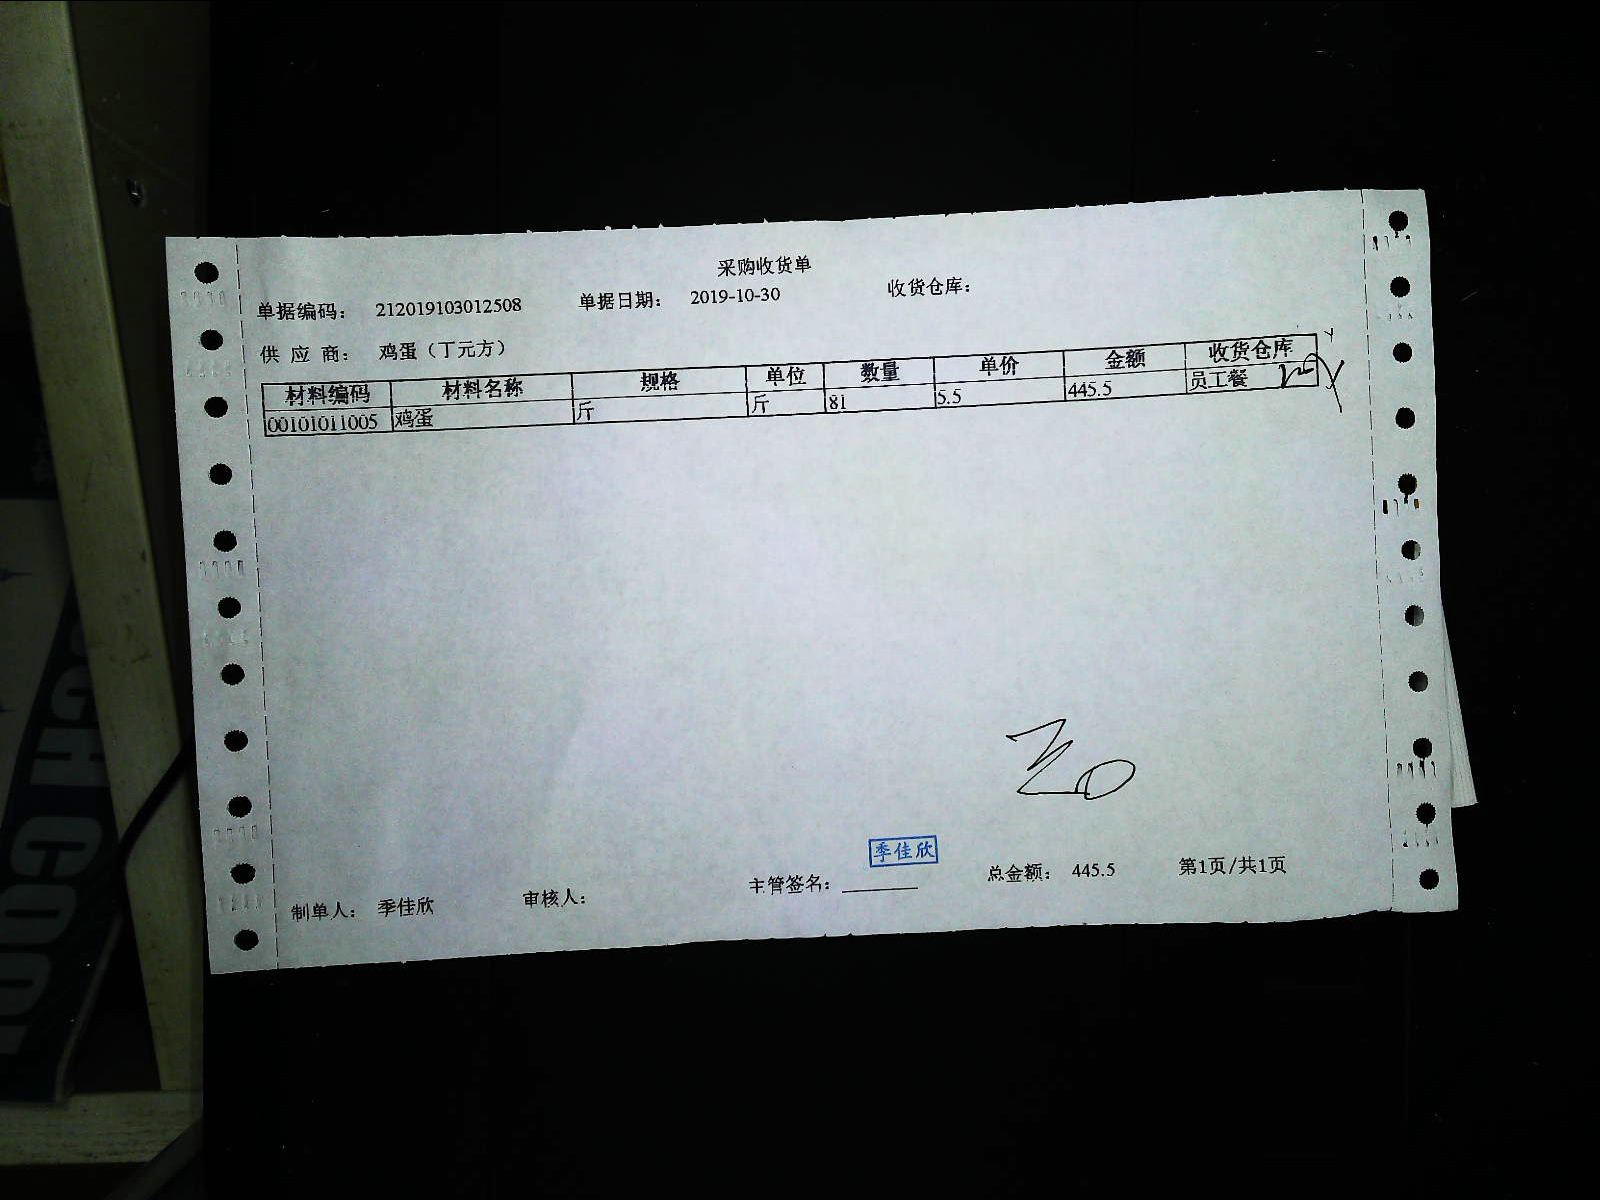 采购收货单
单据编码： 212019103012508 单据日期： 2019-10-30 收货仓库：
供 应 商： 鸡蛋（丁元方）
材料编码 材料名称 规格 单位 数量 单价 金额 收货仓库
00101011005 鸡蛋 斤 斤 81 5.5 445.5 员工餐
季佳欣
制单人： 季佳欣 审核人： 主管签名： 总金额： 445.5 第1页/共1页